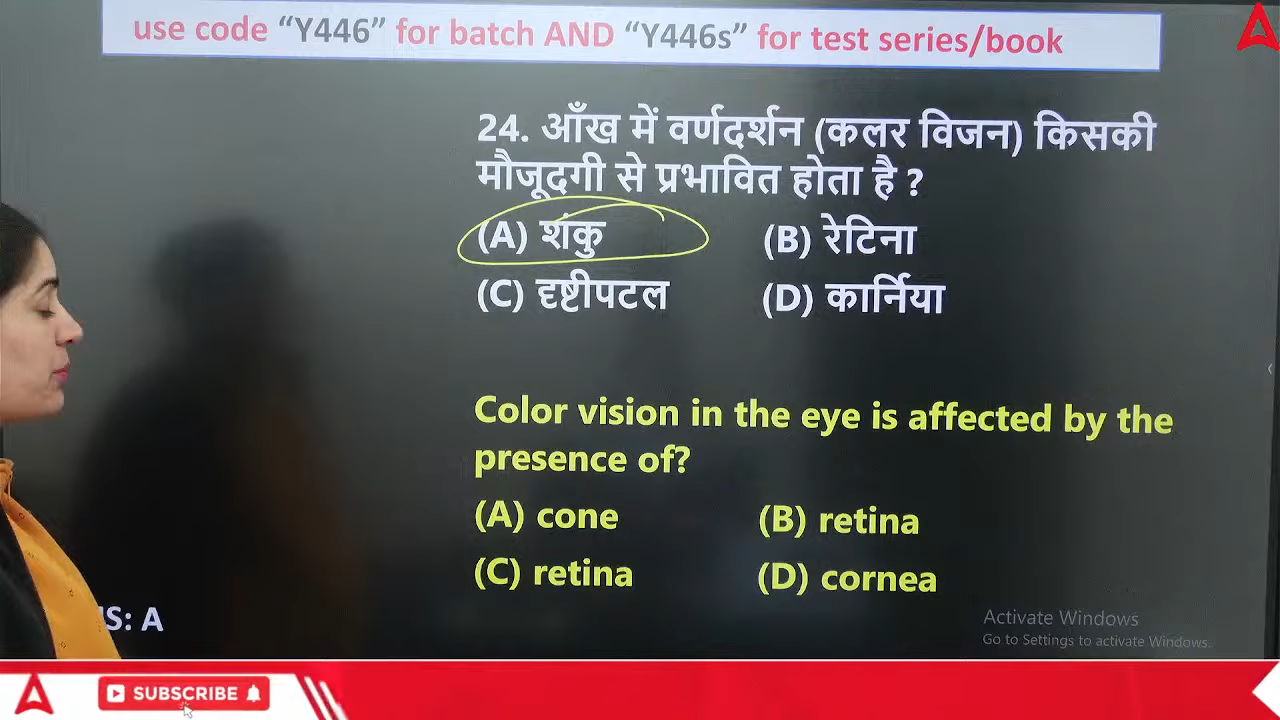 use code “Y446” for batch AND “Y446s” for test series/book
24. आँख में वर्णदर्शन (कलर विजन) किसकी
मौजूदगी से प्रभावित होता है ?
(A) शंकु (B) रेटिना
(C) दृष्टीपटल (D) कार्निया
Color vision in the eye is affected by the
presence of?
(A) cone (B) retina
(C) retina (D) cornea
S: A
Activate Windows
Go to Settings to activate Windows.
SUBSCRIBE